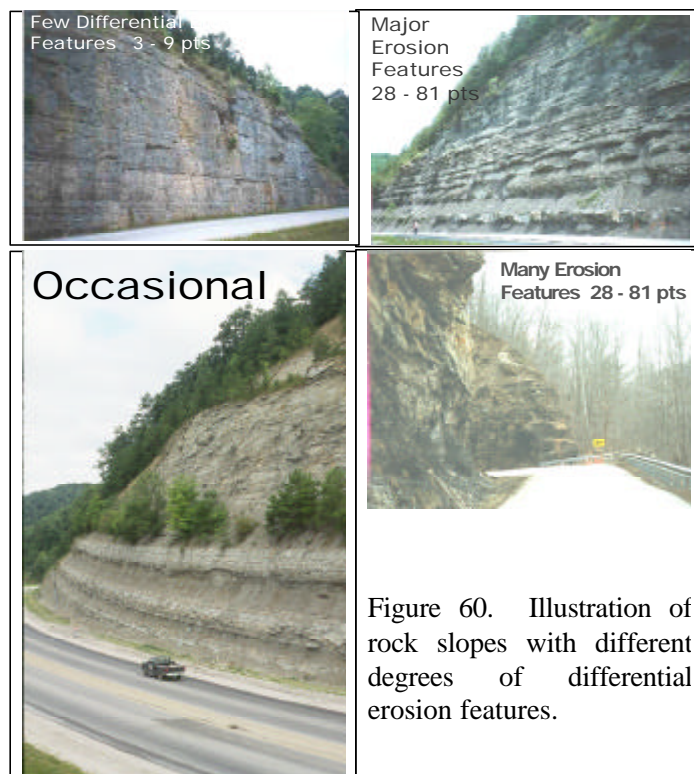 Few Differential
Features 3 - 9 pts
Major
Erosion
Features
28 - 81 pts
Occasional
Many Erosion
Features 28 - 81 pts
Figure 60. Illustration of
rock slopes with different
degrees of differential
erosion features.